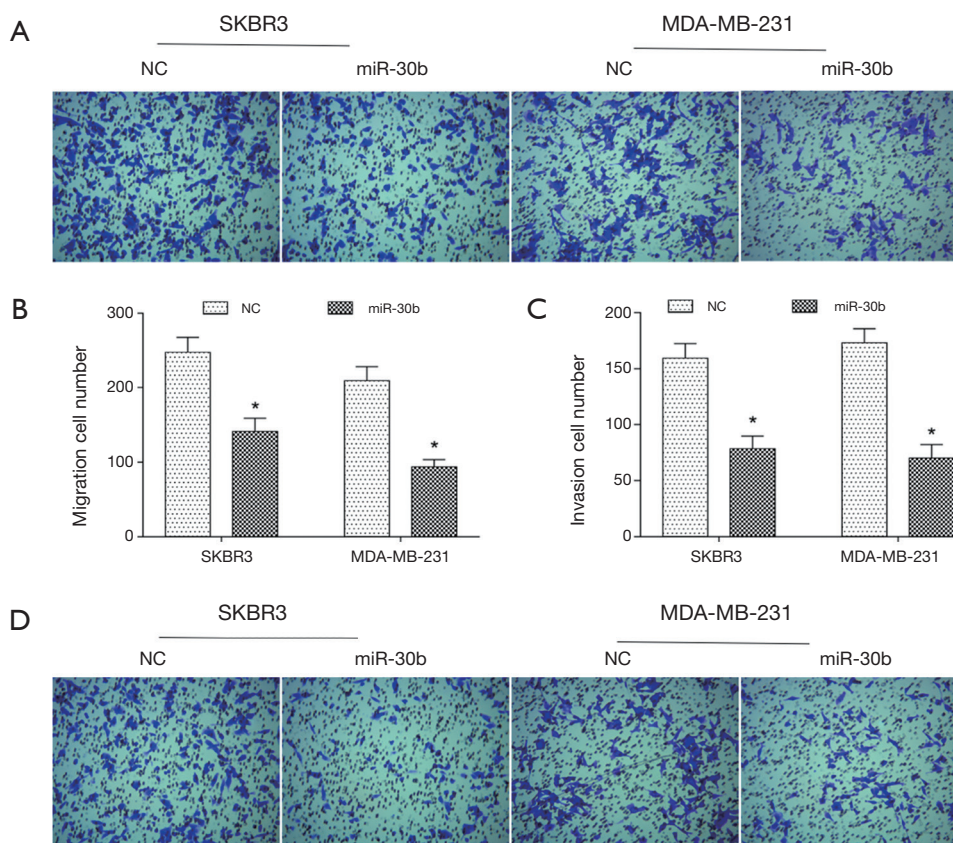 A
SKBR3
MDA-MB-231
NC
miR-30b
NC
miR-30b
B
NC
miR-30b
Migration cell number
300
200
100
0
*
*
SKBR3
MDA-MB-231
C
NC
miR-30b
Invasion cell number
200
150
100
50
0
*
*
SKBR3
MDA-MB-231
D
SKBR3
MDA-MB-231
NC
miR-30b
NC
miR-30b